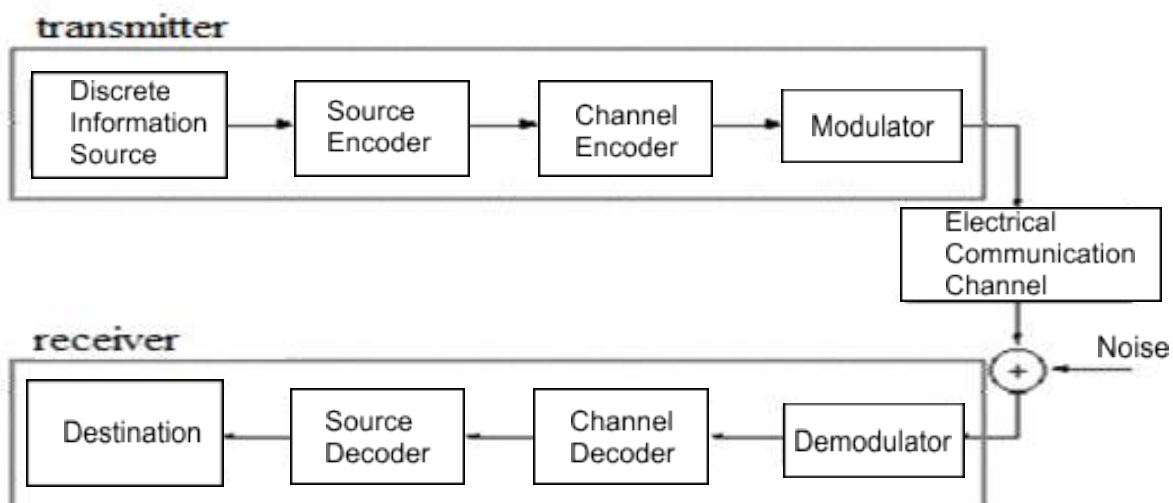 transmitter
Discrete
Information
Source
Source
Encoder
Channel
Encoder
Modulator
Electrical
Communication
Channel
Noise
+
receiver
Destination
Source
Decoder
Channel
Decoder
Demodulator